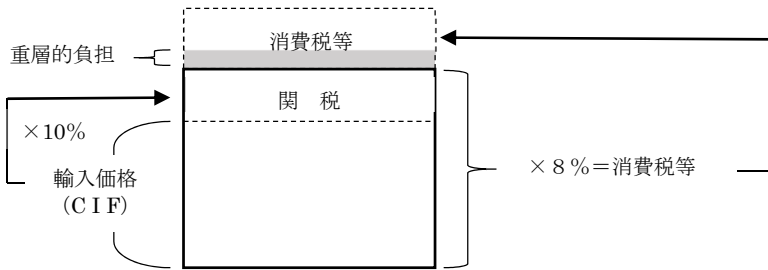 消費税等
重層的負担
関　税
×10％
輸入価格
（ＣＩＦ）
×８％＝消費税等